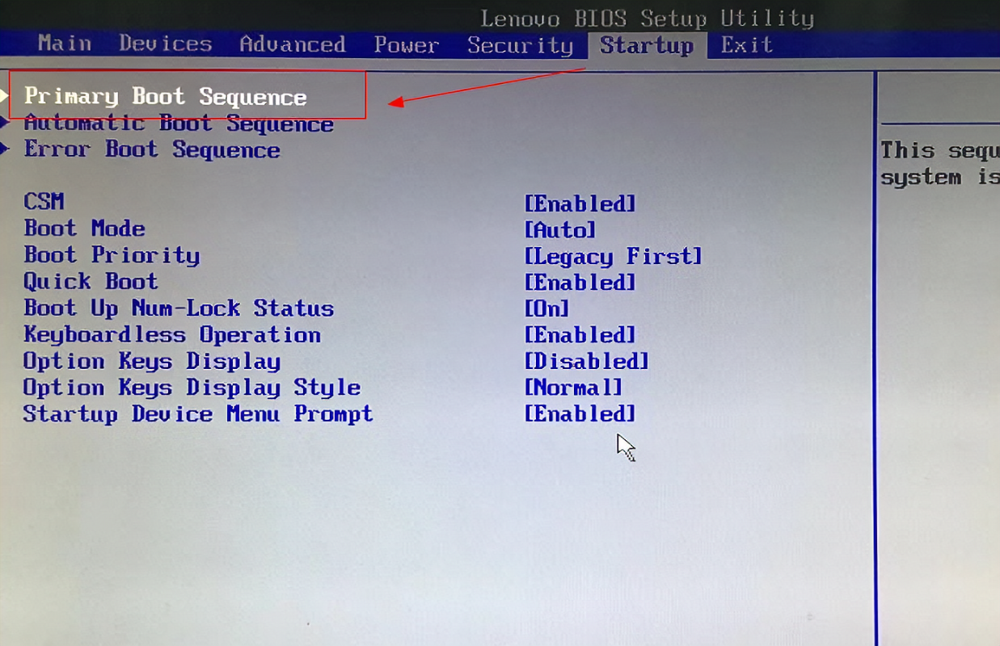 Lenovo BIOS Setup Utility
Main Devices Advanced Power Security Startup Exit
Primary Boot Sequence
Automatic Boot Sequence
Error Boot Sequence
This sequ
system is
CSM [Enabled]
Boot Mode [Auto]
Boot Priority [Legacy First]
Quick Boot [Enabled]
Boot Up Num-Lock Status [On]
Keyboardless Operation [Enabled]
Option Keys Display [Disabled]
Option Keys Display Style [Normal]
Startup Device Menu Prompt [Enabled]